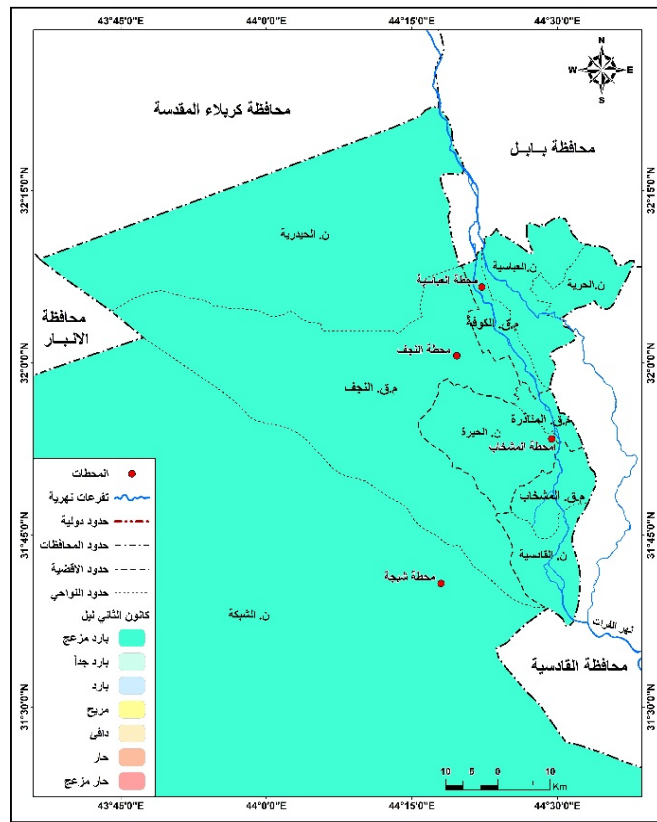 43°45'0"E
44°0'0"E
44°15'0"E
44°30'0"E
N
W
E
S
محافظة كربلاء المقدسة
محافظة بـابـــل
32°15'0"N
32°15'0"N
ن. الحيدرية
ن.العباسية
محطة العباسية
ن.الحرية
محافظة
الانبـــار
م.ق.الكوفة
32°0'0"N
32°0'0"N
محطة النجف
م.ق. النجف
م.ق. المناذرة
ن. الحيرة
محطة المشخاب
م.ق. المشخاب
31°45'0"N
31°45'0"N
ن. القادسية
محطة شبجة
ن. الشبكة
نهر الفرات
محافظة القادسية
31°30'0"N
31°30'0"N
المحطات
تفرعات نهرية
حدود دولية
حدود المحافظات
حدود الاقضية
حدود النواحي
كانون الثاني ليل
بارد مزعج
بارد جداً
بارد
مريح
دافئ
حار
حار مزعج
10 5 0 10
Km
43°45'0"E
44°0'0"E
44°15'0"E
44°30'0"E